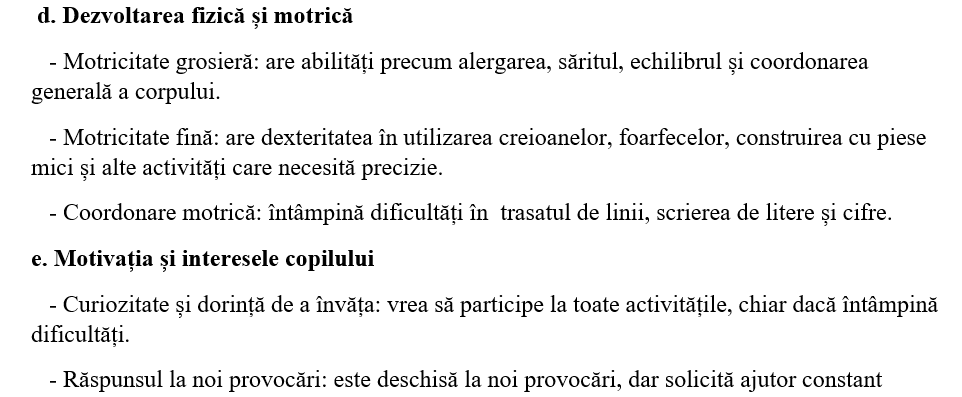 d. Dezvoltarea fizică și motrică
- Motricitate grosieră: are abilități precum alergarea, săritul, echilibrul și coordonarea
generală a corpului.
- Motricitate fină: are dexteritatea în utilizarea creioanelor, foarfecelor, construirea cu piese
mici și alte activități care necesită precizie.
- Coordonare motrică: întâmpină dificultăți în  trasatul de linii, scrierea de litere și cifre.
e. Motivația și interesele copilului
- Curiozitate și dorință de a învăța: vrea să participe la toate activitățile, chiar dacă întâmpină
dificultăți.
- Răspunsul la noi provocări: este deschisă la noi provocări, dar solicită ajutor constant